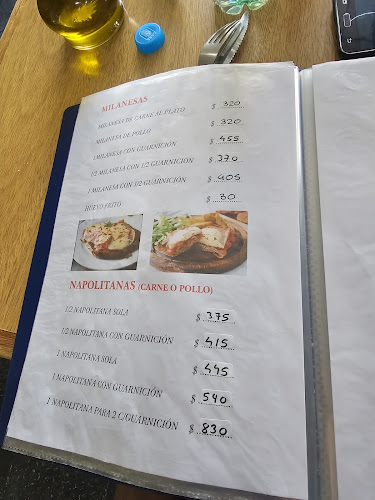 MILANESAS
MILANESA DE CARNE AL PLATO $ 320
MILANESA DE POLLO $ 320
1 MILANESA CON GUARNICIÓN $ 455
1/2 MILANESA CON 1/2 GUARNICIÓN $ 270
1 MILANESA CON 1/2 GUARNICIÓN $ 405
HUEVO FRITO $ 30
NAPOLITANAS (CARNE O POLLO)
1/2 NAPOLITANA SOLA $ 375
1/2 NAPOLITANA CON GUARNICIÓN $ 415
1 NAPOLITANA SOLA $ 445
1 NAPOLITANA CON GUARNICIÓN $ 540
1 NAPOLITANA PARA 2 C/GUARNICIÓN $ 830